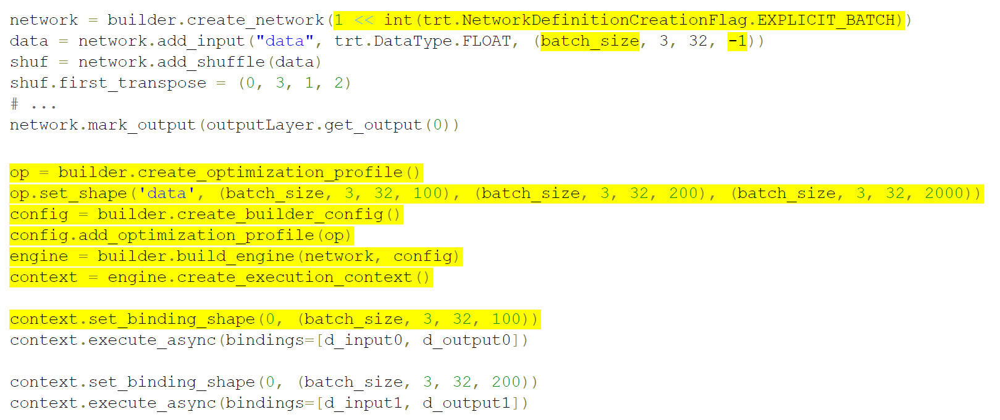 network = builder.create_network(1 << int(trt.NetworkDefinitionCreationFlag.EXPLICIT_BATCH))
data = network.add_input("data", trt.DataType.FLOAT, (batch_size, 3, 32, -1))
shuf = network.add_shuffle(data)
shuf.first_transpose = (0, 3, 1, 2)
# ...
network.mark_output(outputLayer.get_output(0))
op = builder.create_optimization_profile()
op.set_shape('data', (batch_size, 3, 32, 100), (batch_size, 3, 32, 200), (batch_size, 3, 32, 2000))
config = builder.create_builder_config()
config.add_optimization_profile(op)
engine = builder.build_engine(network, config)
context = engine.create_execution_context()
context.set_binding_shape(0, (batch_size, 3, 32, 100))
context.execute_async(bindings=[d_input0, d_output0])
context.set_binding_shape(0, (batch_size, 3, 32, 200))
context.execute_async(bindings=[d_input1, d_output1])